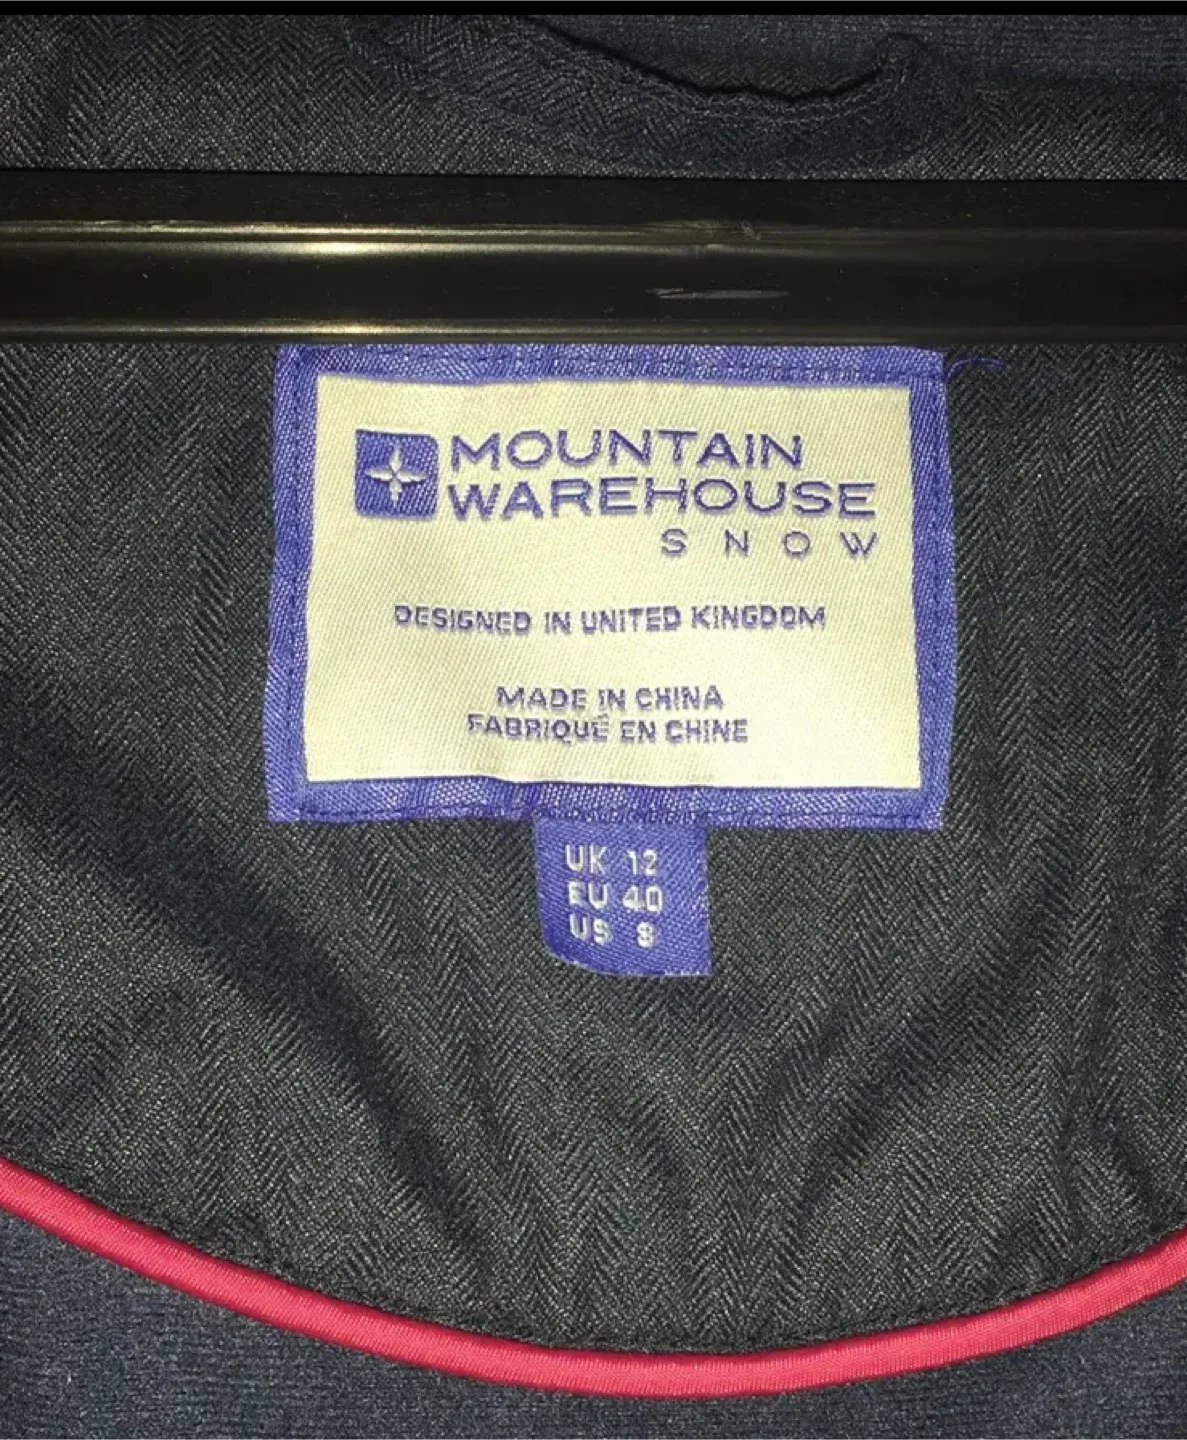 MOUNTAIN
WAREHOUSE
SNOW
DESIGNED IN UNITED KINGDOM
MADE IN CHINA
FABRIQUÉ EN CHINE
UK 12
EU 40
US 8